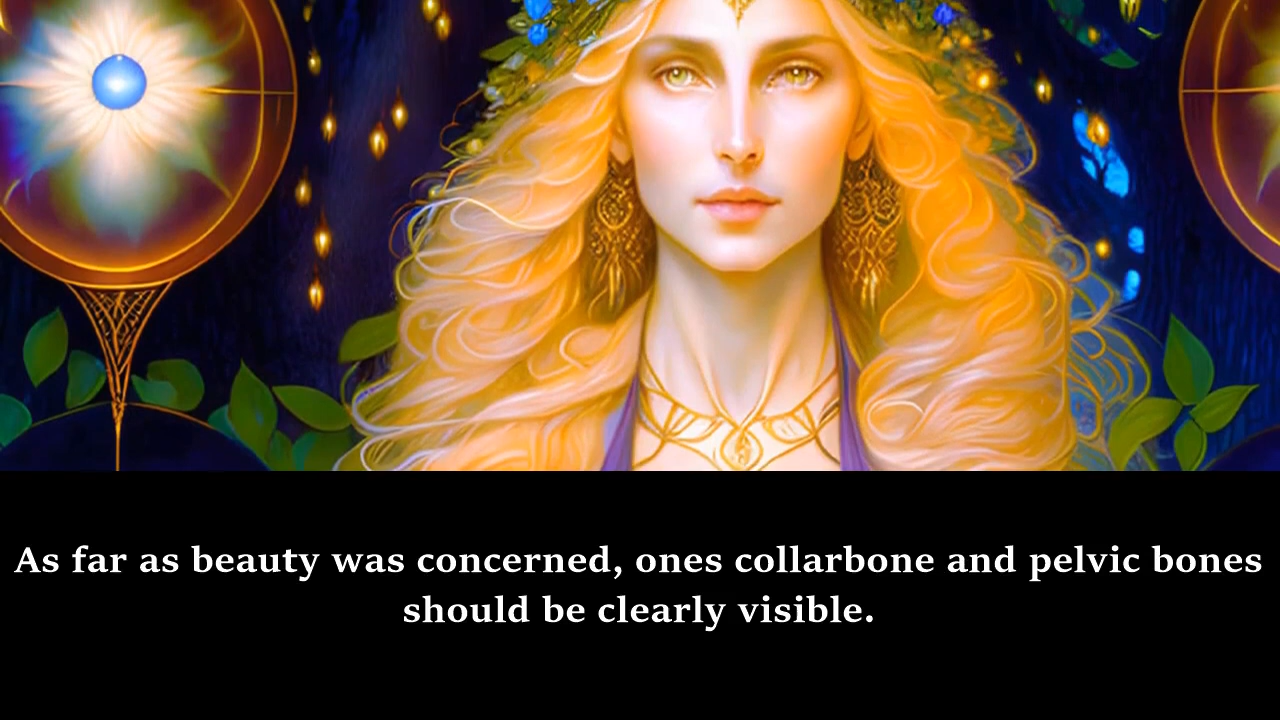 As far as beauty was concerned, ones collarbone and pelvic bones
should be clearly visible.